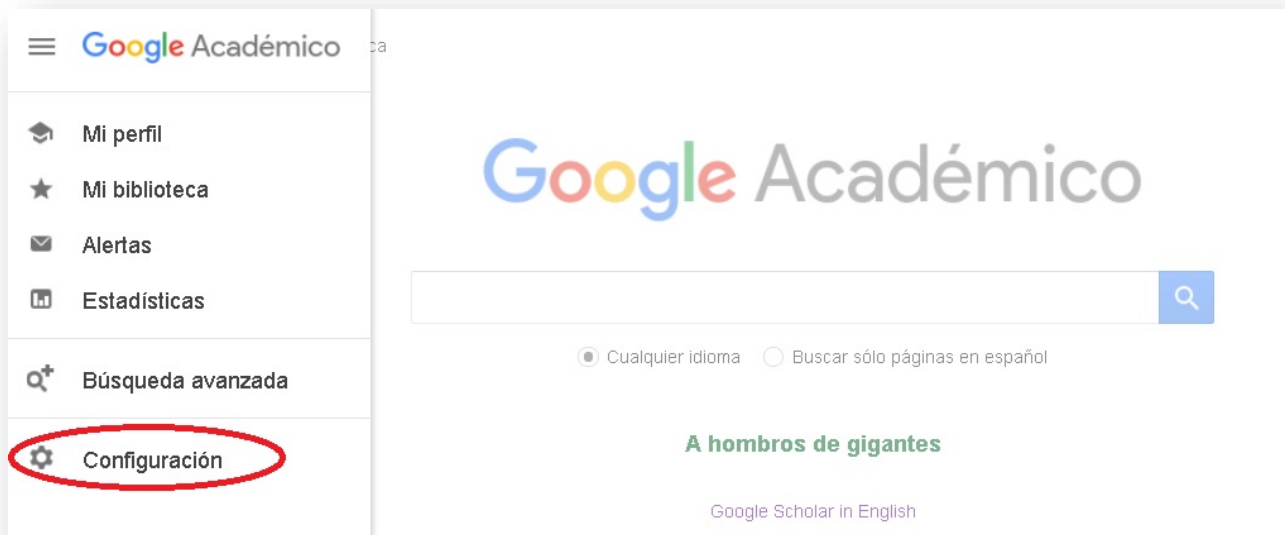 Google Académico
ca
Mi perfil
Mi biblioteca
Alertas
Estadísticas
Búsqueda avanzada
Configuración
Google Académico
Cualquier idioma Buscar sólo páginas en español
A hombros de gigantes
Google Scholar in English